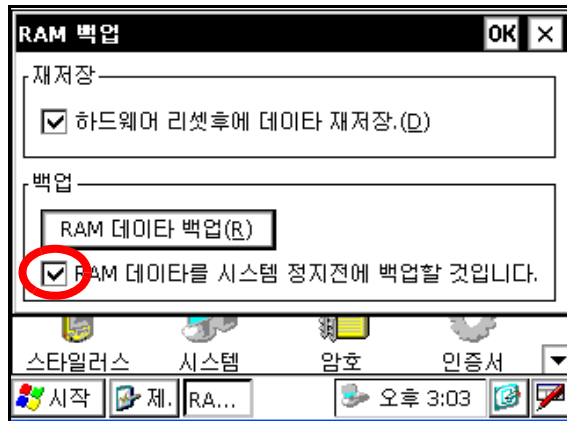 RAM 백업 OK
재저장
하드웨어 리셋후에 데이타 재저장.(D)
백업
RAM 데이타 백업(R)
RAM 데이타를 시스템 정지전에 백업할 것입니다.
스타일러스 시스템 암호 인증서
시작 제. RA... 오후 3:03